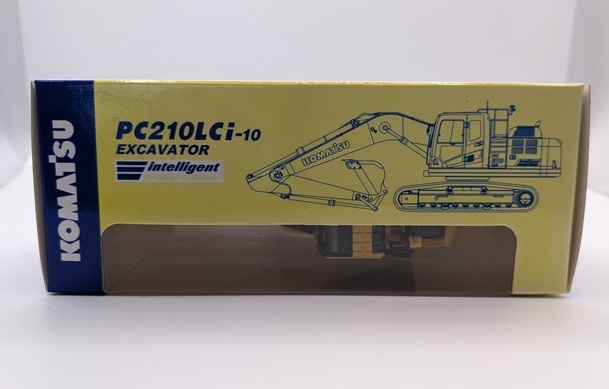 KOMATSU
PC210LCi-10
EXCAVATOR
intelligent
KOMATSU